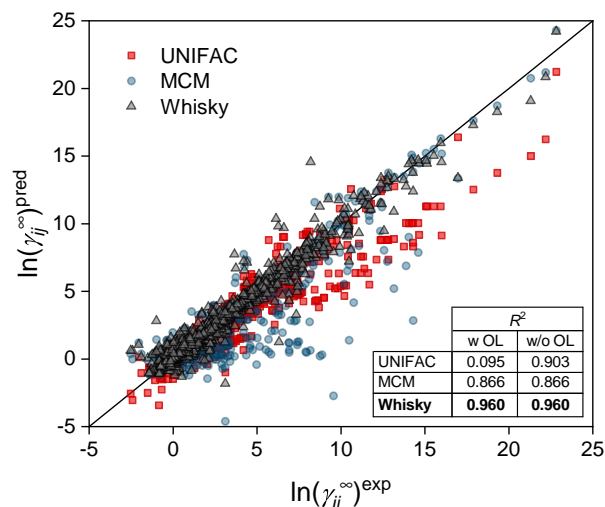 25
20
15
10
5
0
-5
-5 0 5 10 15 20 25
ln(γij∞)pred
UNIFAC
MCM
Whisky
R2
w OL w/o OL
UNIFAC 0.095 0.903
MCM 0.866 0.866
Whisky 0.960 0.960
ln(γij∞)exp